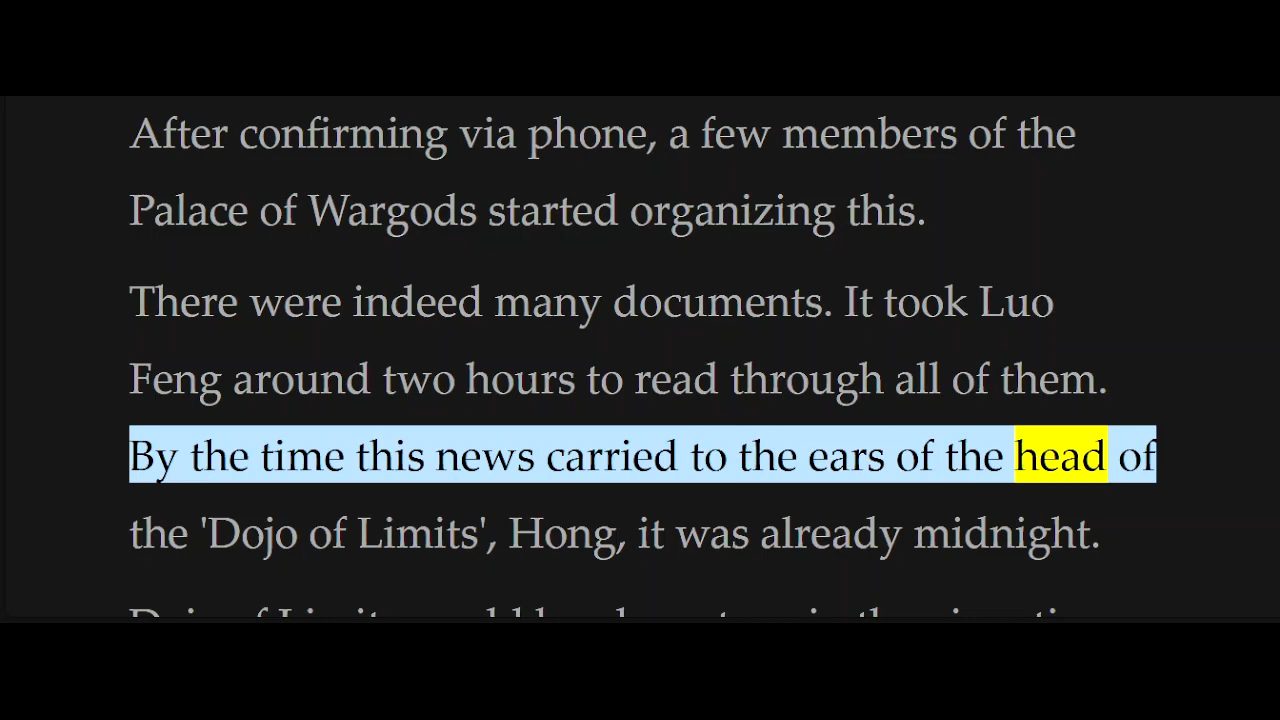 After confirming via phone, a few members of the
Palace of Wargods started organizing this.
There were indeed many documents. It took Luo
Feng around two hours to read through all of them.
By the time this news carried to the ears of the head of
the 'Dojo of Limits', Hong, it was already midnight.